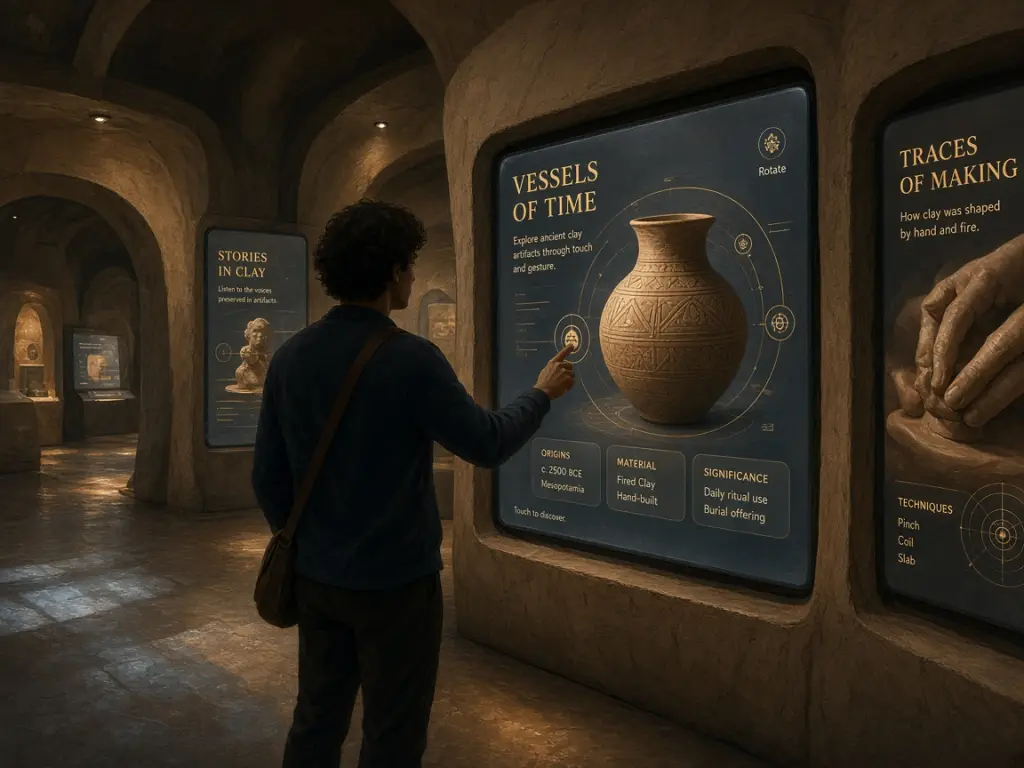 STORIES
IN CLAY
Listen to the voices
preserved in artifacts.
VESSELS
OF TIME
Explore ancient clay
artifacts through touch
and gesture.
Rotate
ORIGINS
c. 2500 BCE
Mesopotamia
MATERIAL
Fired Clay
Hand-built
SIGNIFICANCE
Daily ritual use
Burial offering
Touch to discover.
TRACES
OF MAKING
How clay was shaped
by hand and fire.
TECHNIQUES
Pinch
Coil
Slab